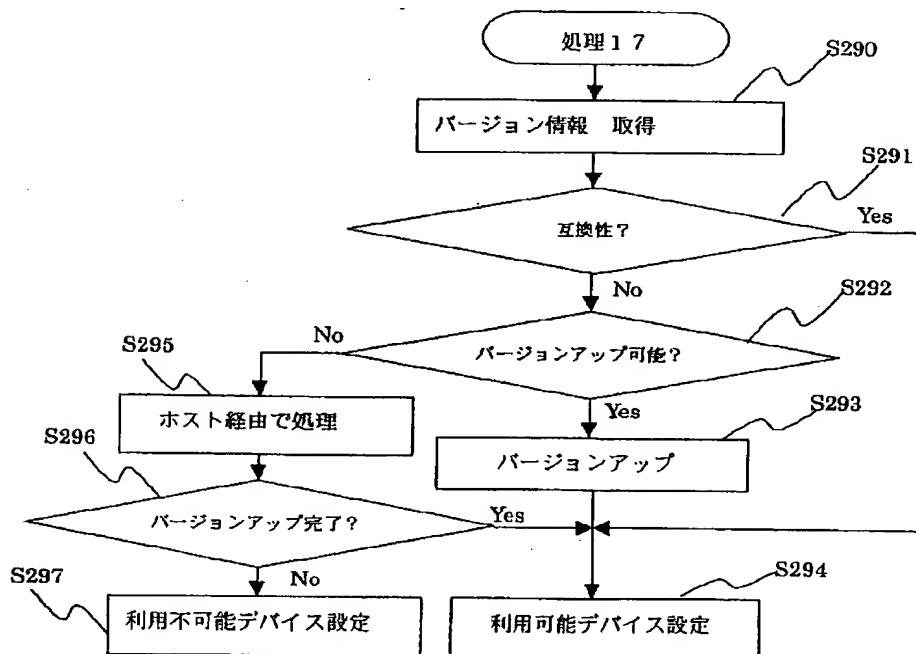 処理１７
S290
バージョン情報　取得
S291
互換性？
Yes
No
S292
バージョンアップ可能？
No
Yes
S295
ホスト経由で処理
S293
バージョンアップ
S296
バージョンアップ完了？
Yes
No
S297
利用不可能デバイス設定
S294
利用可能デバイス設定